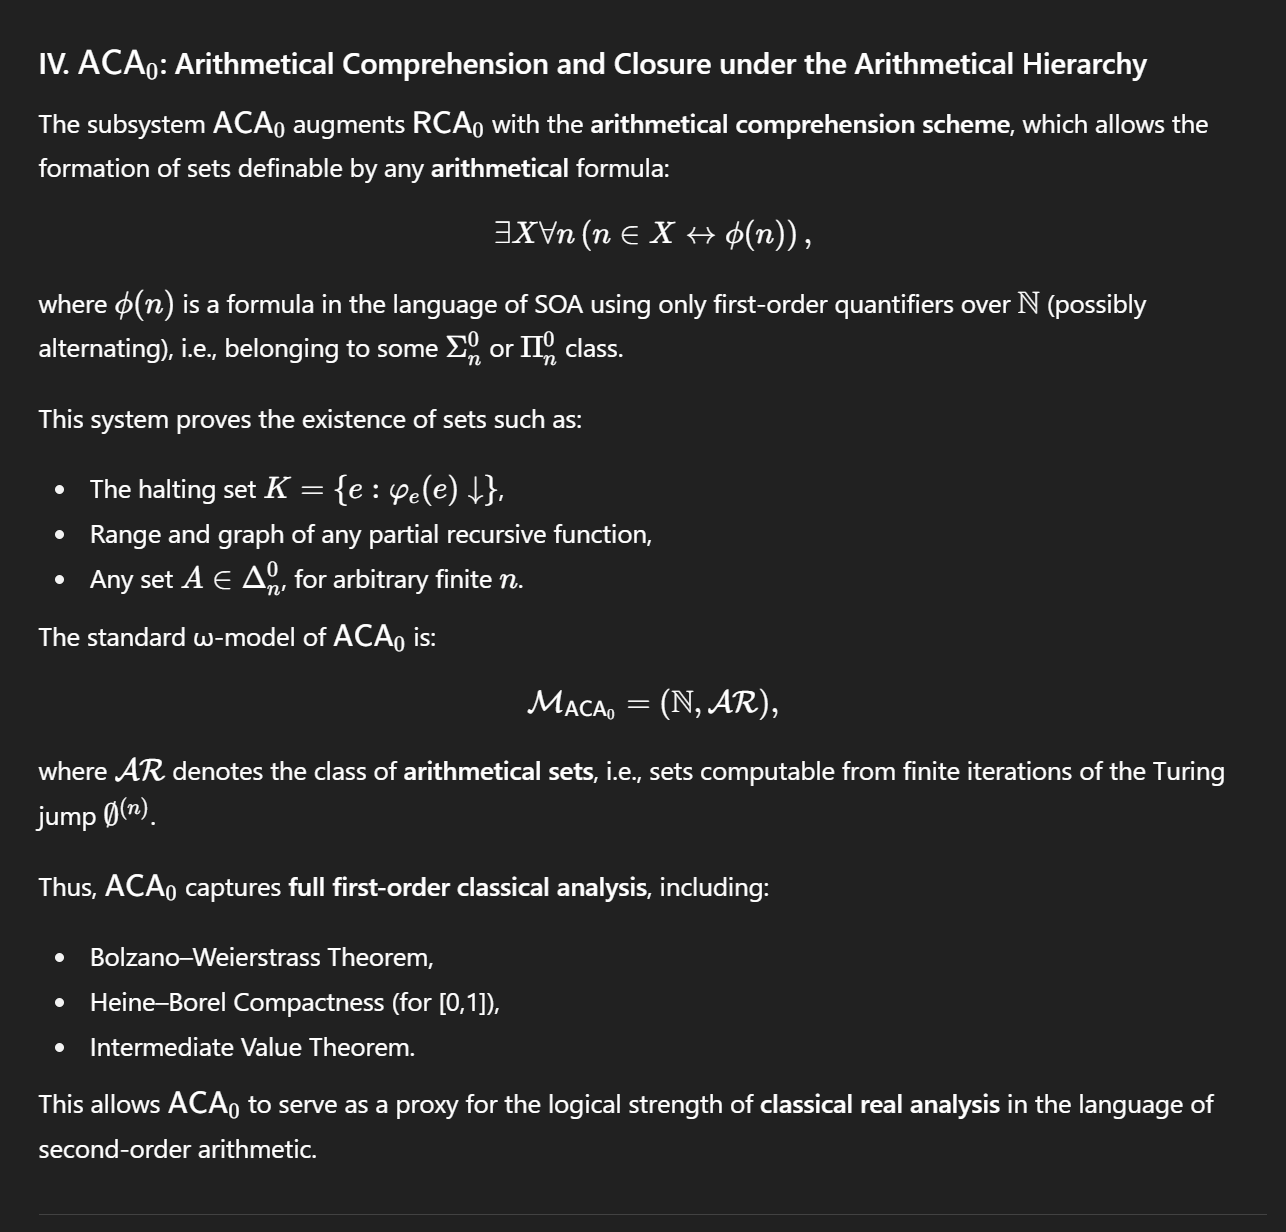 IV. ACA₀: Arithmetical Comprehension and Closure under the Arithmetical Hierarchy
The subsystem ACA₀ augments RCA₀ with the arithmetical comprehension scheme, which allows the
formation of sets definable by any arithmetical formula:
∃X∀n (n ∈ X ↔ ϕ(n)),
where ϕ(n) is a formula in the language of SOA using only first-order quantifiers over ℕ (possibly
alternating), i.e., belonging to some Σ⁰ₙ or Π⁰ₙ class.
This system proves the existence of sets such as:
• The halting set K = {e : φₑ(e) ↓},
• Range and graph of any partial recursive function,
• Any set A ∈ Δ⁰ₙ, for arbitrary finite n.
The standard ω-model of ACA₀ is:
ℳ_ACA₀ = (ℕ, 𝒜ℛ),
where 𝒜ℛ denotes the class of arithmetical sets, i.e., sets computable from finite iterations of the Turing
jump ∅⁽ⁿ⁾.
Thus, ACA₀ captures full first-order classical analysis, including:
• Bolzano–Weierstrass Theorem,
• Heine–Borel Compactness (for [0,1]),
• Intermediate Value Theorem.
This allows ACA₀ to serve as a proxy for the logical strength of classical real analysis in the language of
second-order arithmetic.